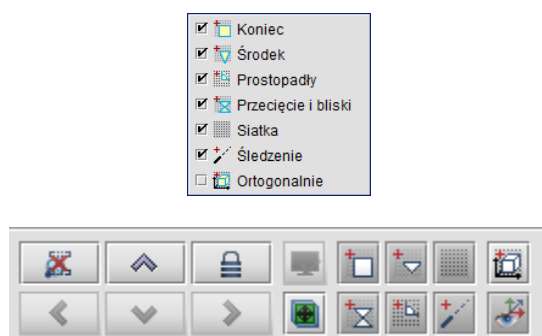 Koniec
Środek
Prostopadły
Przecięcie i bliski
Siatka
Śledzenie
Ortogonalnie